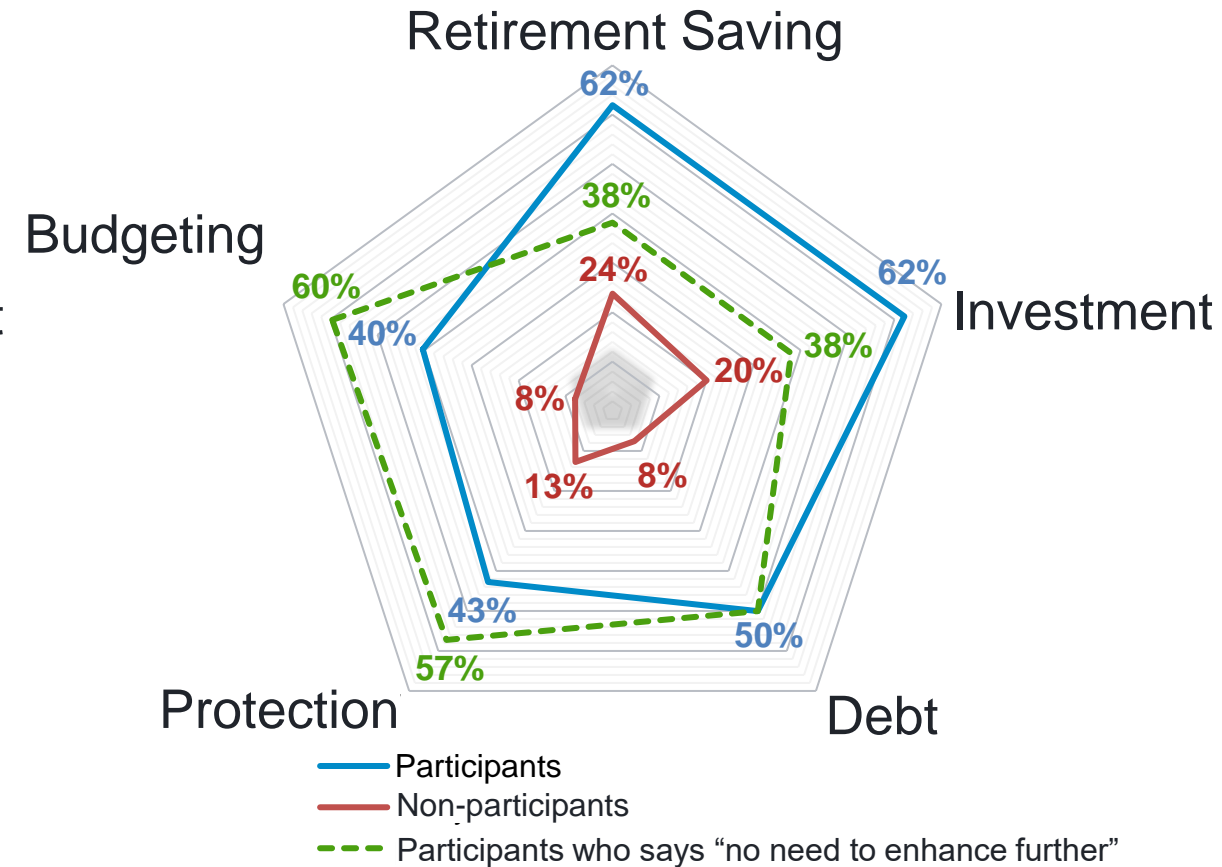 Retirement Saving
62%
38%
Budgeting
24%
60%
62%
Investment
40%
38%
20%
8%
8%
13%
43%
50%
57%
Protection
Debt
Participants
Non-participants
Participants who says “no need to enhance further”